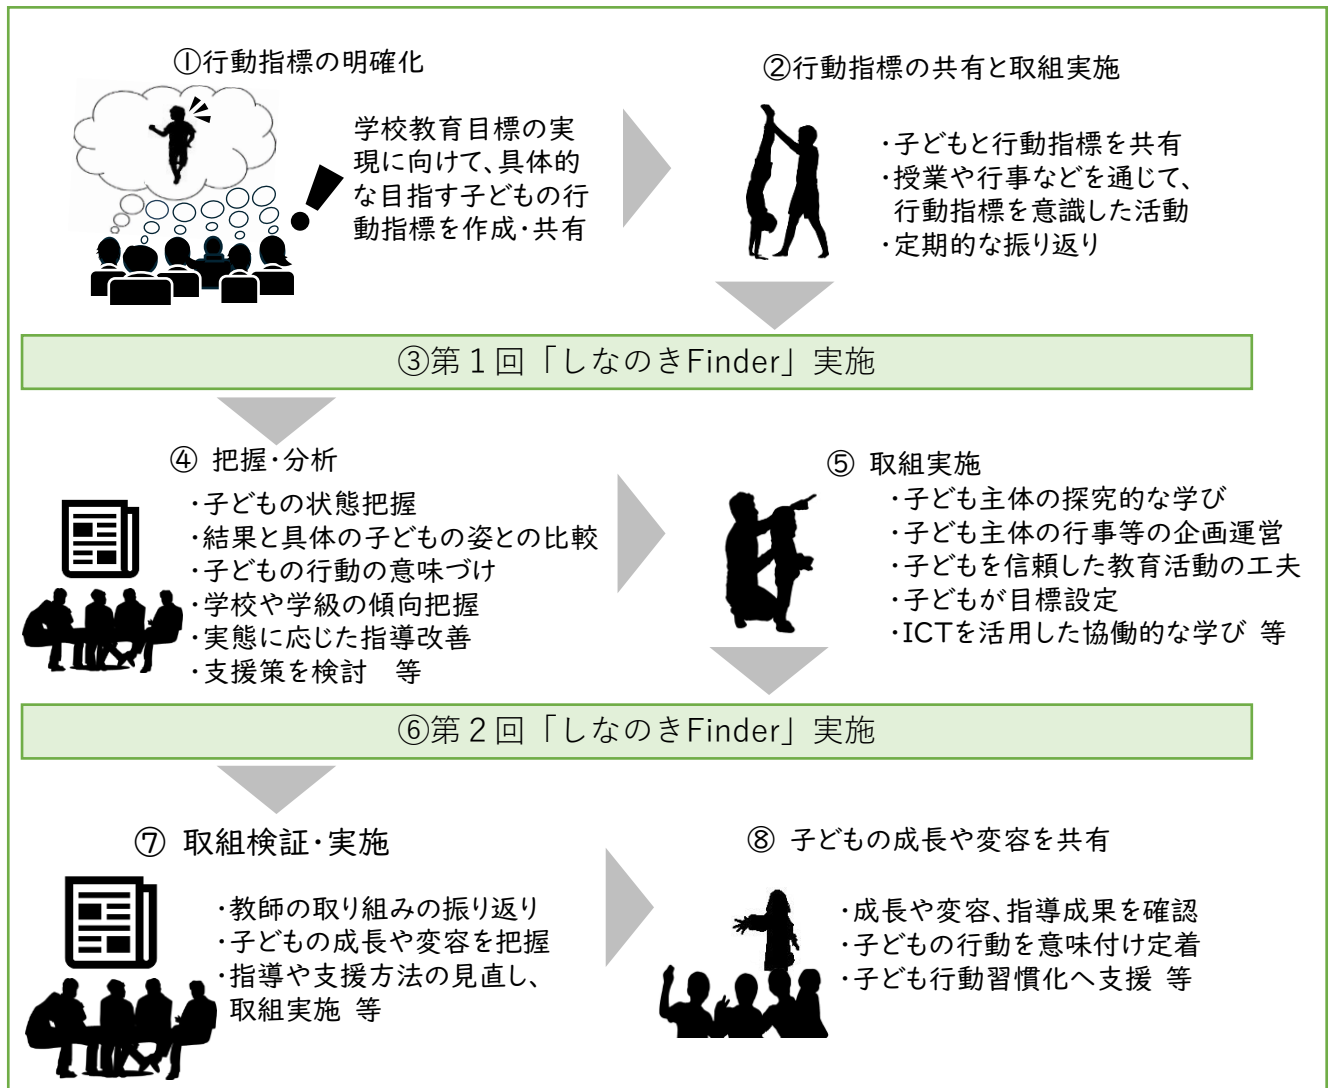 ①行動指標の明確化
学校教育目標の実
現に向けて、具体的
な目指す子どもの行
動指標を作成・共有
②行動指標の共有と取組実施
・子どもと行動指標を共有
・授業や行事などを通じて、
行動指標を意識した活動
・定期的な振り返り
③第１回「しなのきFinder」実施
④ 把握・分析
・子どもの状態把握
・結果と具体の子どもの姿との比較
・子どもの行動の意味づけ
・学校や学級の傾向把握
・実態に応じた指導改善
・支援策を検討　等
⑤ 取組実施
・子ども主体の探究的な学び
・子ども主体の行事等の企画運営
・子どもを信頼した教育活動の工夫
・子どもが目標設定
・ICTを活用した協働的な学び 等
⑥第２回「しなのきFinder」実施
⑦ 取組検証・実施
・教師の取り組みの振り返り
・子どもの成長や変容を把握
・指導や支援方法の見直し、
取組実施 等
⑧ 子どもの成長や変容を共有
・成長や変容、指導成果を確認
・子どもの行動を意味付け定着
・子ども行動習慣化へ支援 等